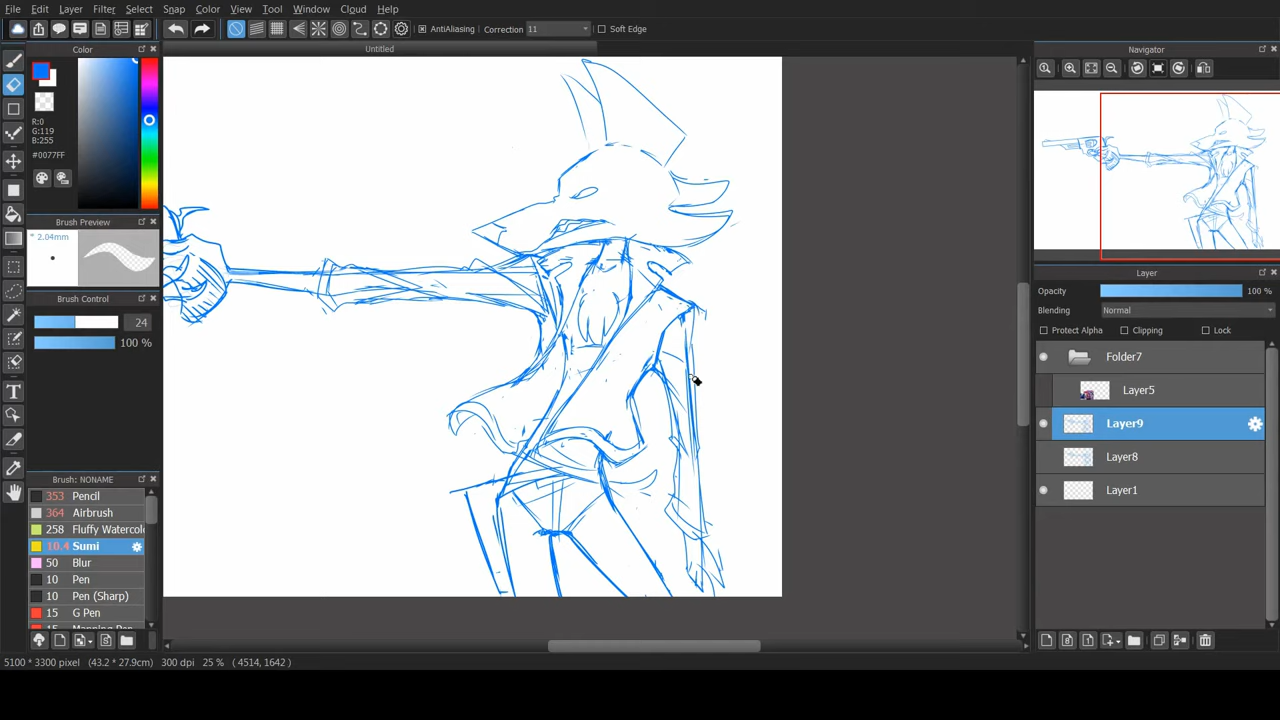 File Edit Layer Filter Select Snap Color View Tool Window Cloud Help
AntiAliasing Correction 11 Soft Edge
Color
Untitled
Navigator
R:0
G:119
B:255
#0077FF
Brush Preview
* 2.04mm
Brush Control
24
100 %
Layer
Opacity 100 %
Blending Normal
Protect Alpha Clipping Lock
Folder7
Layer5
Layer9
Layer8
Layer1
Brush: NONAME
353 Pencil
364 Airbrush
258 Fluffy Watercolo
10.4 Sumi
50 Blur
10 Pen
10 Pen (Sharp)
15 G Pen
15 Mapping Pen
5100 * 3300 pixel (43.2 * 27.9cm) 300 dpi 25 % ( 4514, 1642 )